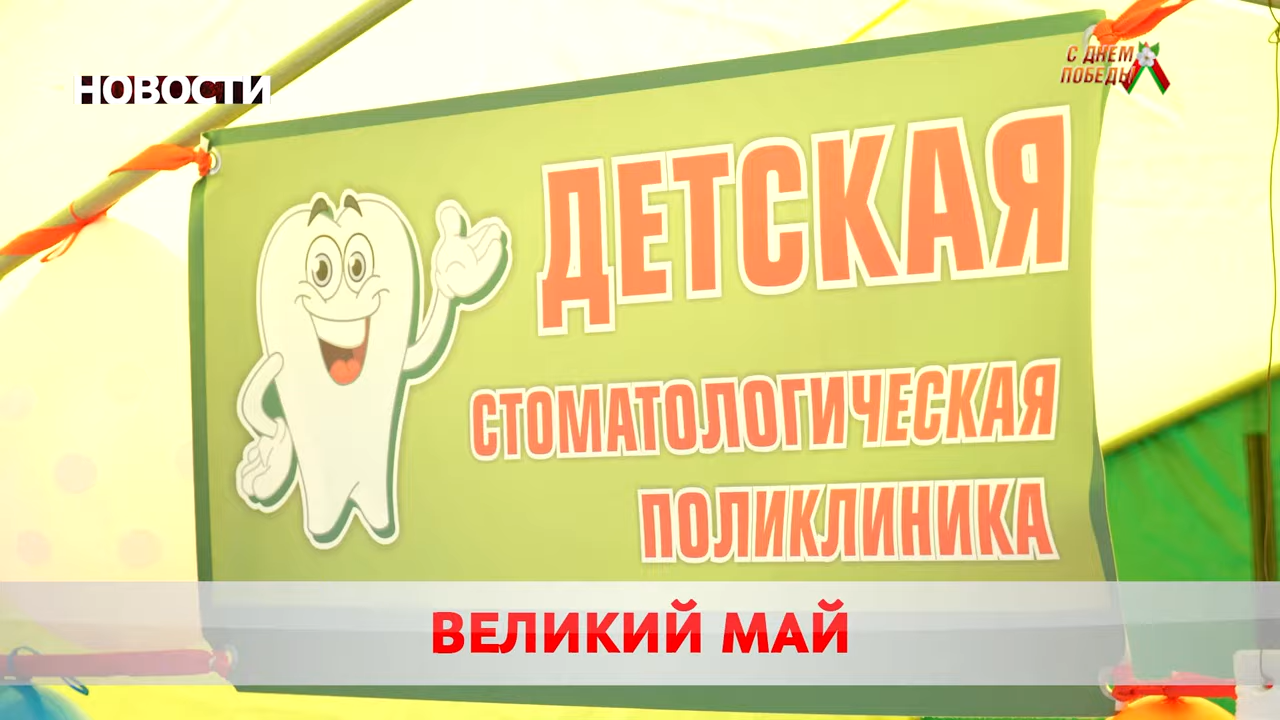 НОВОСТИ
С ДНЕМ
ПОБЕДЫ
ДЕТСКАЯ
СТОМАТОЛОГИЧЕСКАЯ
ПОЛИКЛИНИКА
ВЕЛИКИЙ МАЙ